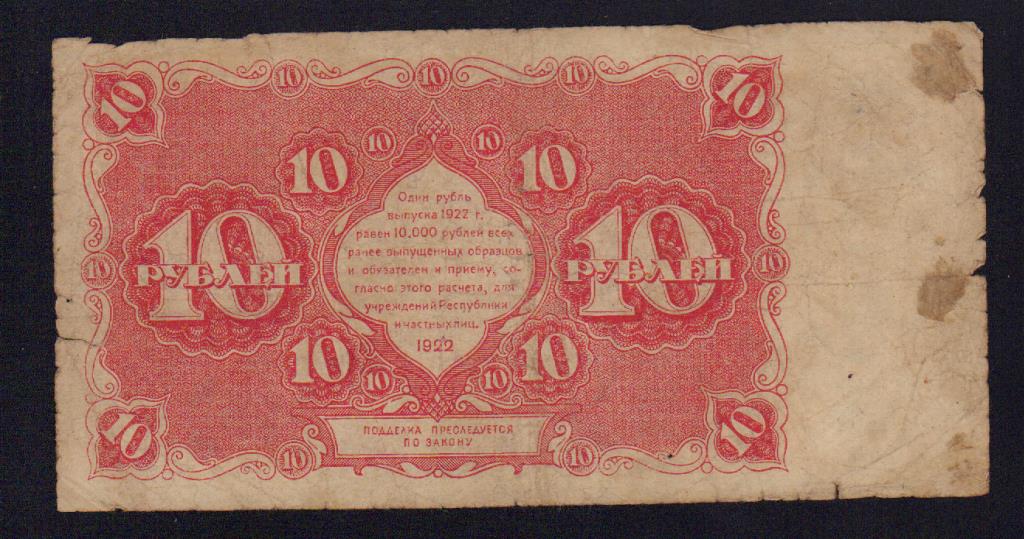 10 10 10 10 10
10 10 10 10
Один рубль
выпуска 1922 г.
равен 10.000 рублей всех
ранее выпущенных образцов
и обязателен к приему, со-
гласно этого расчета, для
учреждений Республики
и частных лиц.
1922
10 РУБЛЕЙ
10 РУБЛЕЙ
10 10
10 10 10 10
ПОДДЕЛКА ПРЕСЛЕДУЕТСЯ
ПО ЗАКОНУ
10 10 10 10